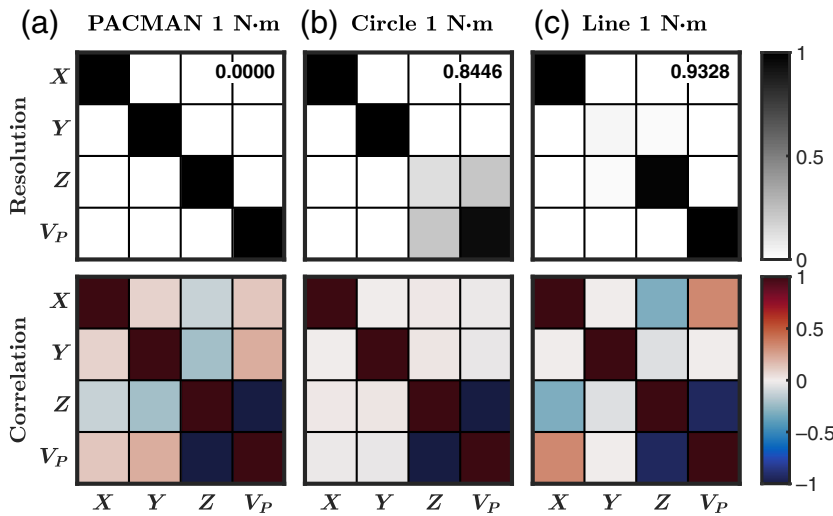 (a) PACMAN 1 N·m (b) Circle 1 N·m (c) Line 1 N·m
X 0.0000 0.8446 0.9328 1
Y
Resolution 0.5
Z
V_P 0
X 1
Y 0.5
Correlation 0
Z −0.5
V_P −1
X Y Z V_P X Y Z V_P X Y Z V_P